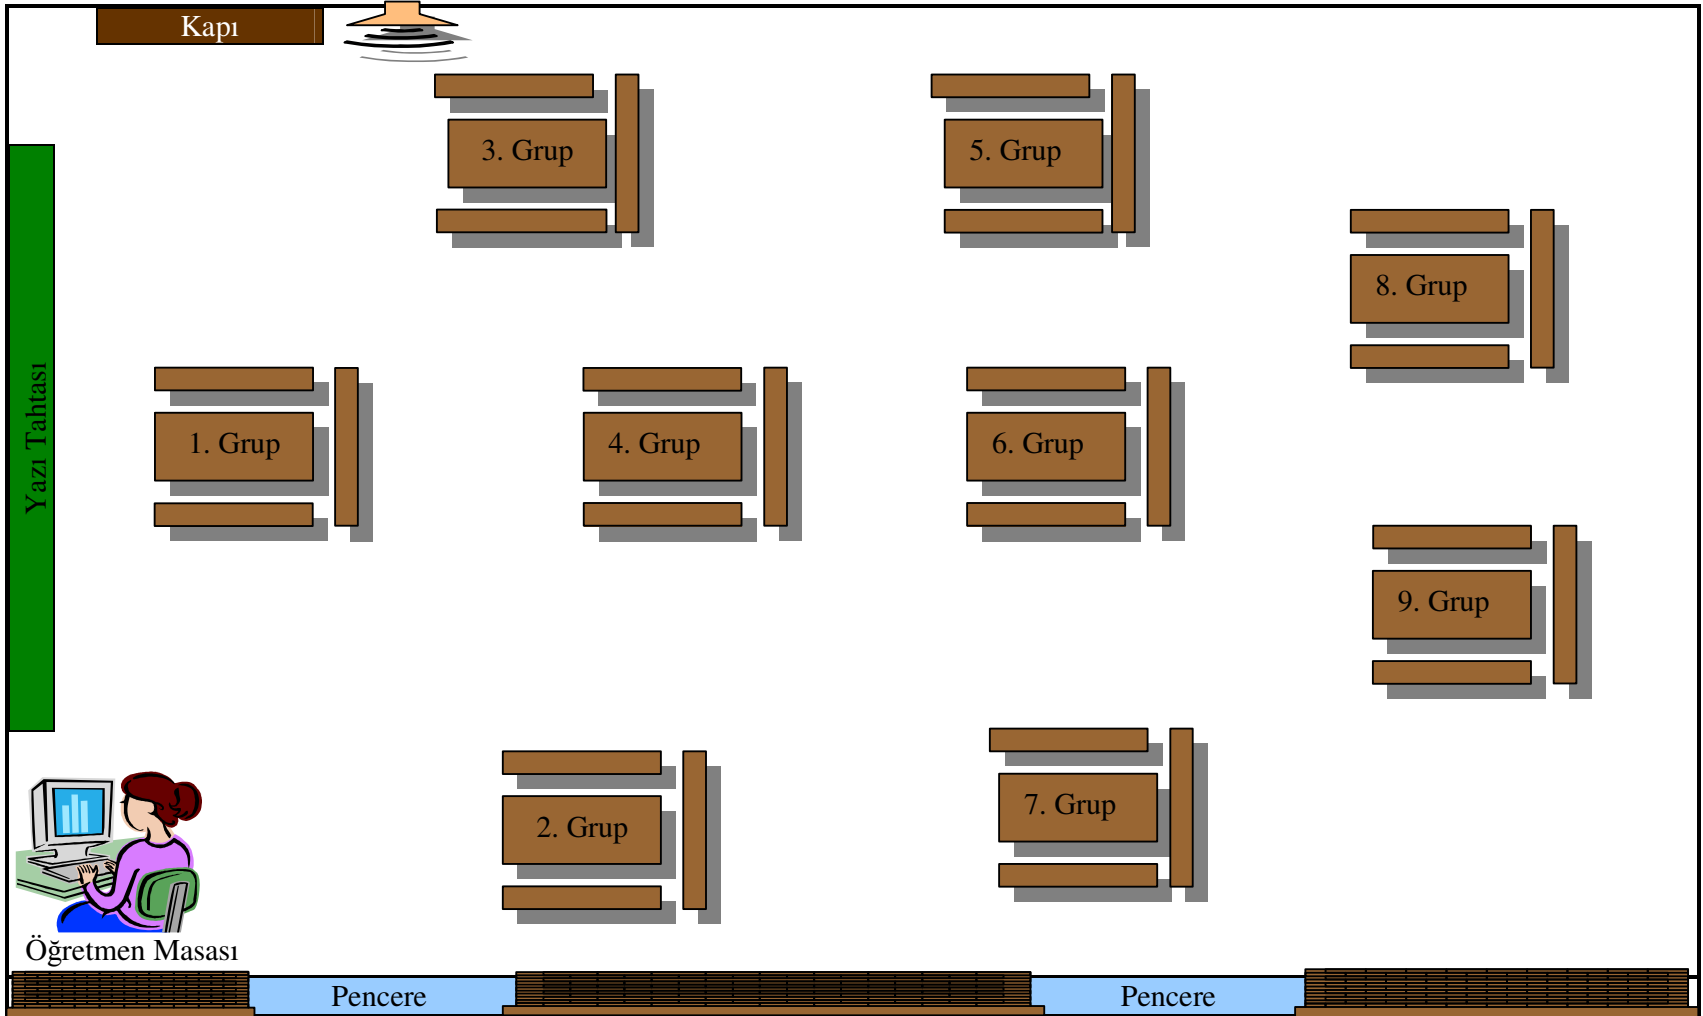 Kapı
3. Grup
5. Grup
8. Grup
Yazı Tahtası
1. Grup
4. Grup
6. Grup
9. Grup
2. Grup
7. Grup
Öğretmen Masası
Pencere
Pencere